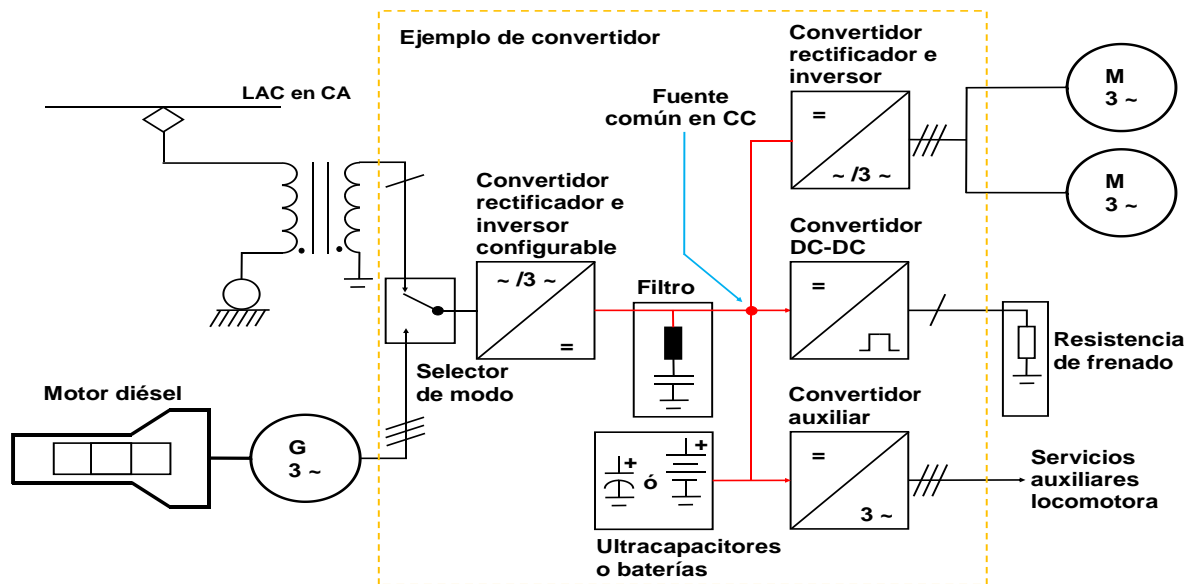 Ejemplo de convertidor
LAC en CA
Convertidor
rectificador e
inversor
configurable
~ /3 ~
=
Selector
de modo
Motor diésel
G
3 ~
Filtro
Fuente
común en CC
+
ó
+
Ultracapacitores
o baterías
Convertidor
rectificador e
inversor
=
~ /3 ~
M
3 ~
M
3 ~
Convertidor
DC-DC
=
Resistencia
de frenado
Convertidor
auxiliar
=
3 ~
Servicios
auxiliares
locomotora